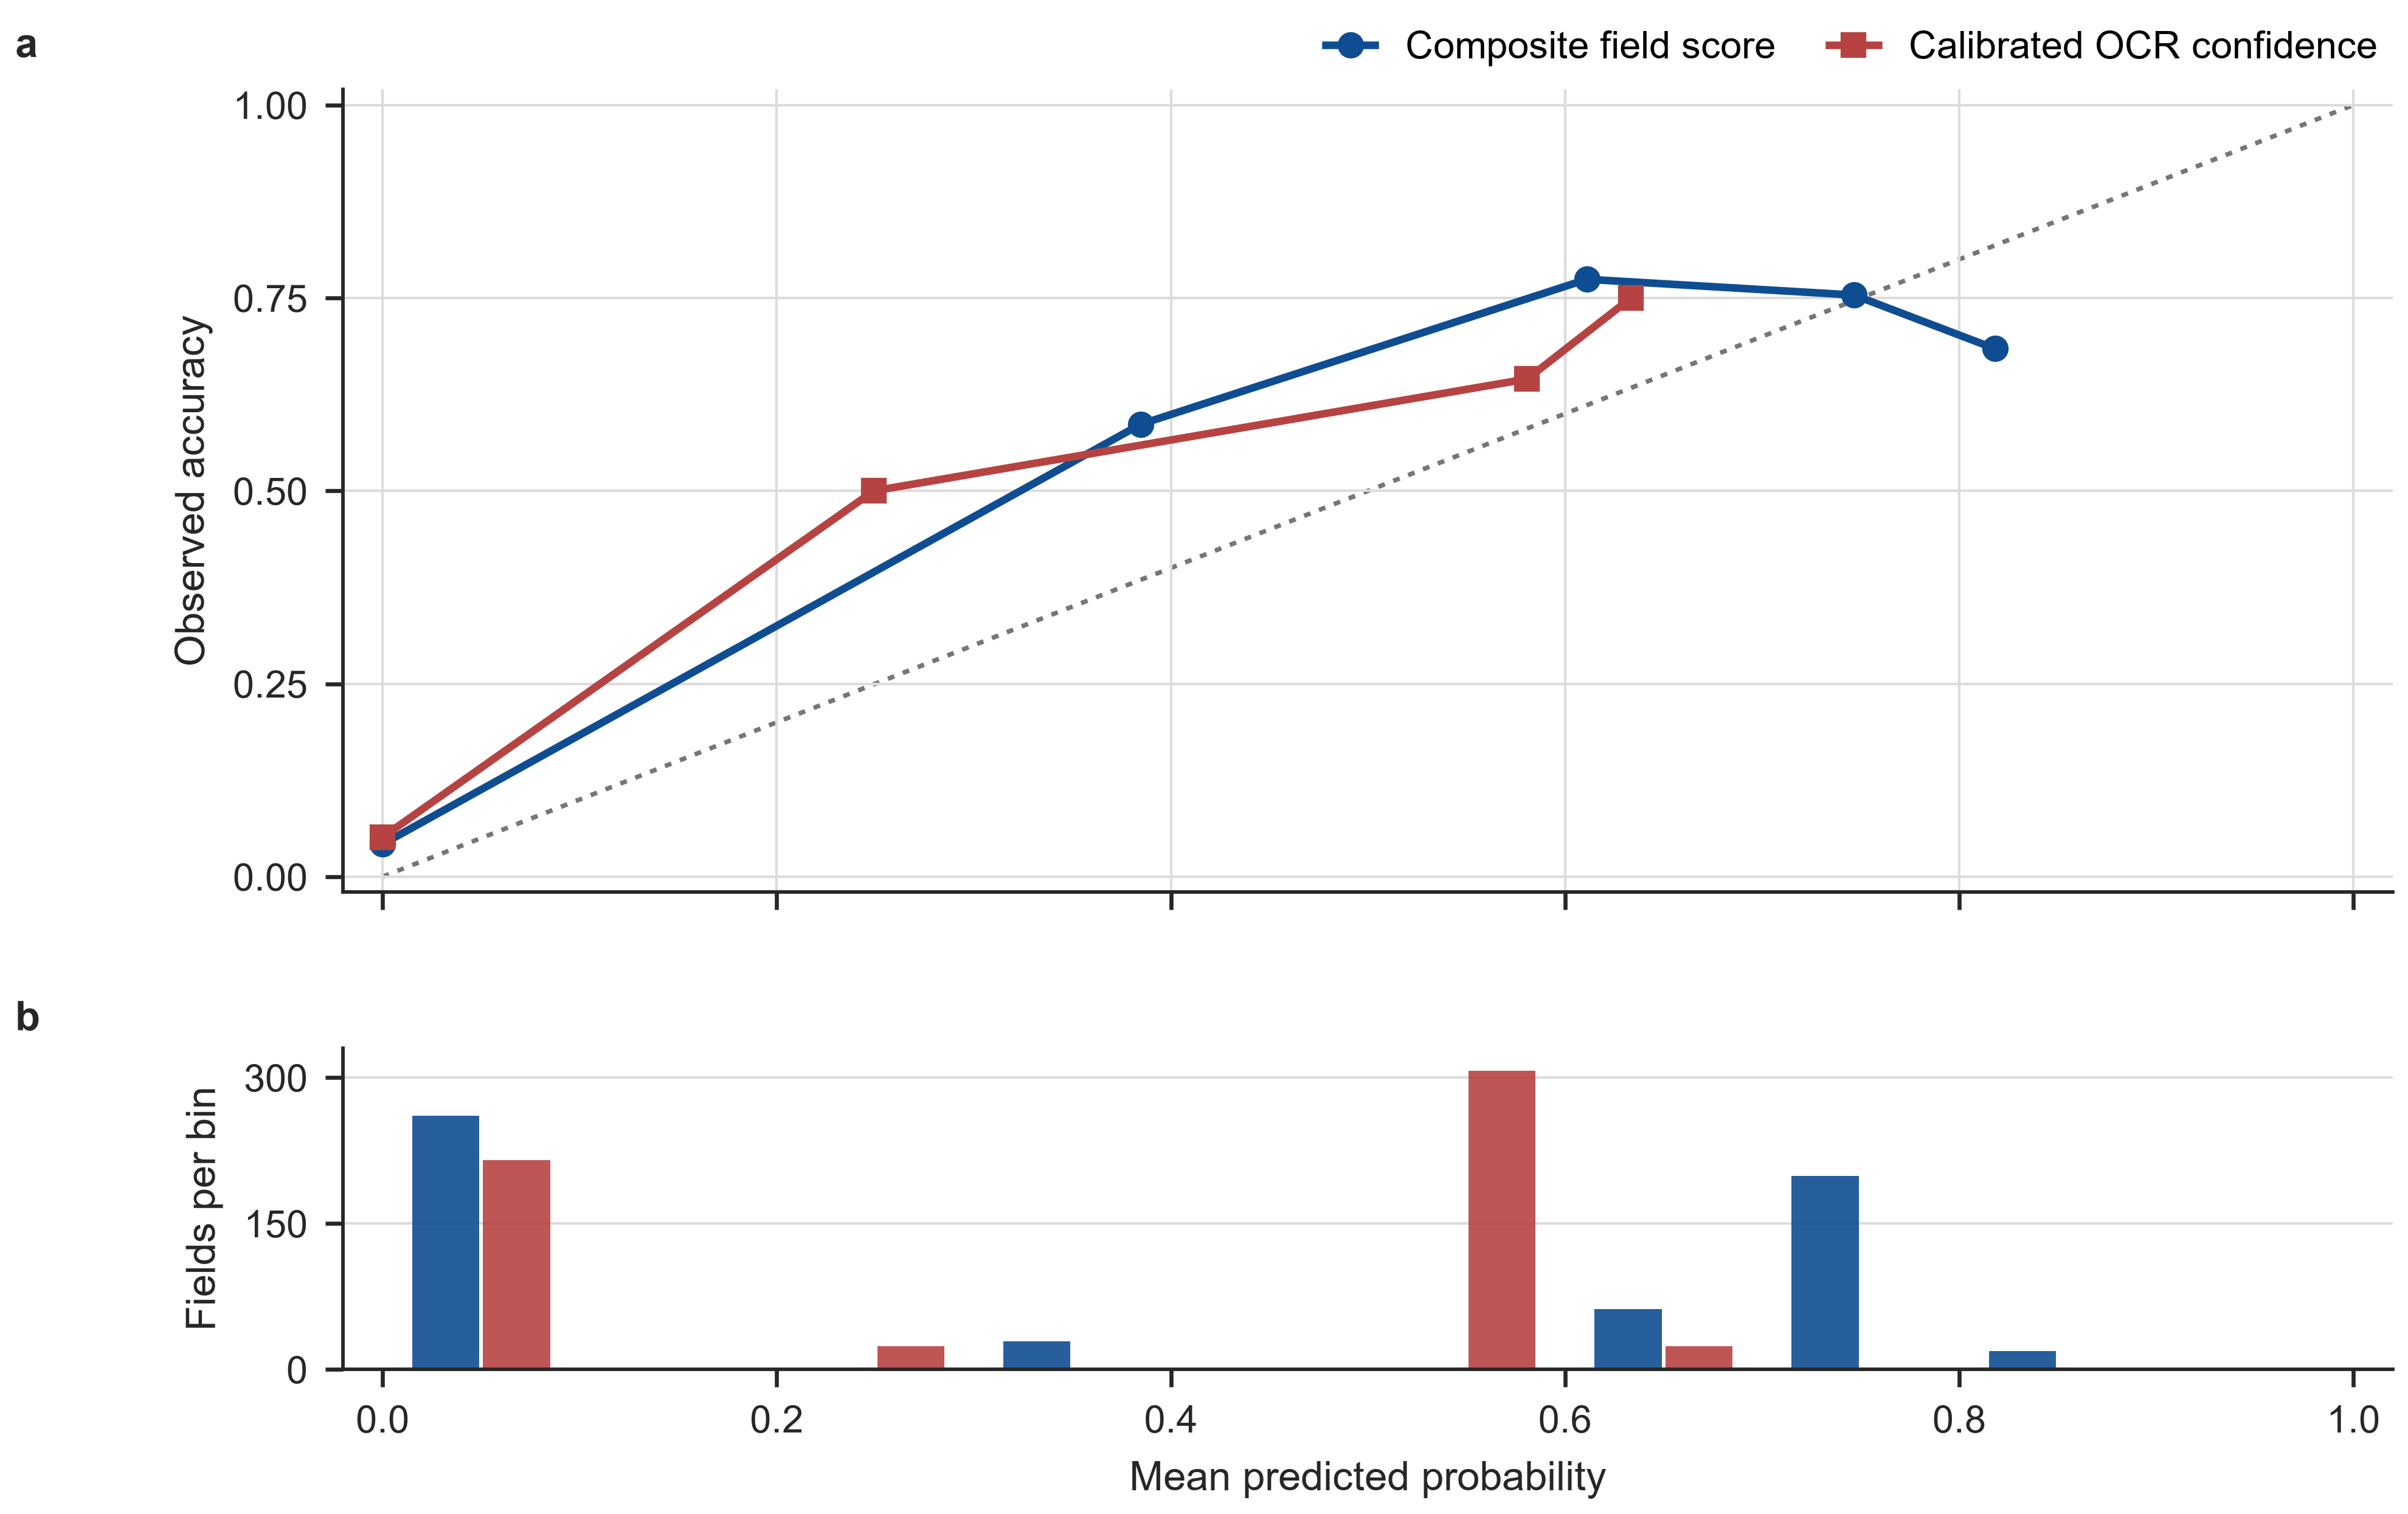 a
Composite field score
Calibrated OCR confidence
1.00
0.75
0.50
0.25
0.00
Observed accuracy
b
300
150
0
Fields per bin
0.0 0.2 0.4 0.6 0.8 1.0
Mean predicted probability